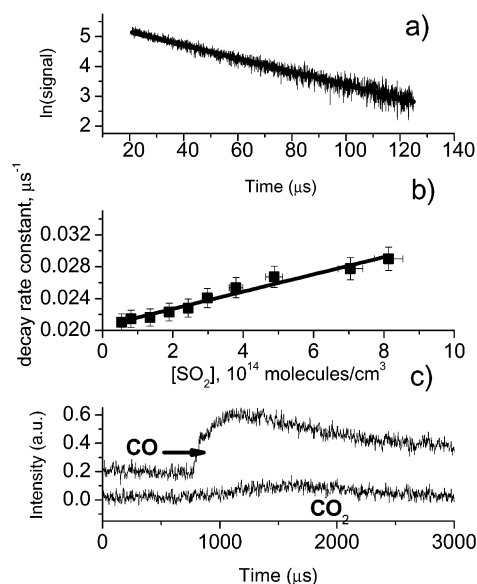 a)
ln(signal)
5
4
3
2
20 40 60 80 100 120 140
Time (μs)
b)
decay rate constant, μs⁻¹
0.032
0.028
0.024
0.020
0 2 4 6 8 10
[SO₂], 10¹⁴ molecules/cm³
c)
Intensity (a.u.)
0.6
0.4
0.2
0.0
CO
CO₂
0 1000 2000 3000
Time (μs)